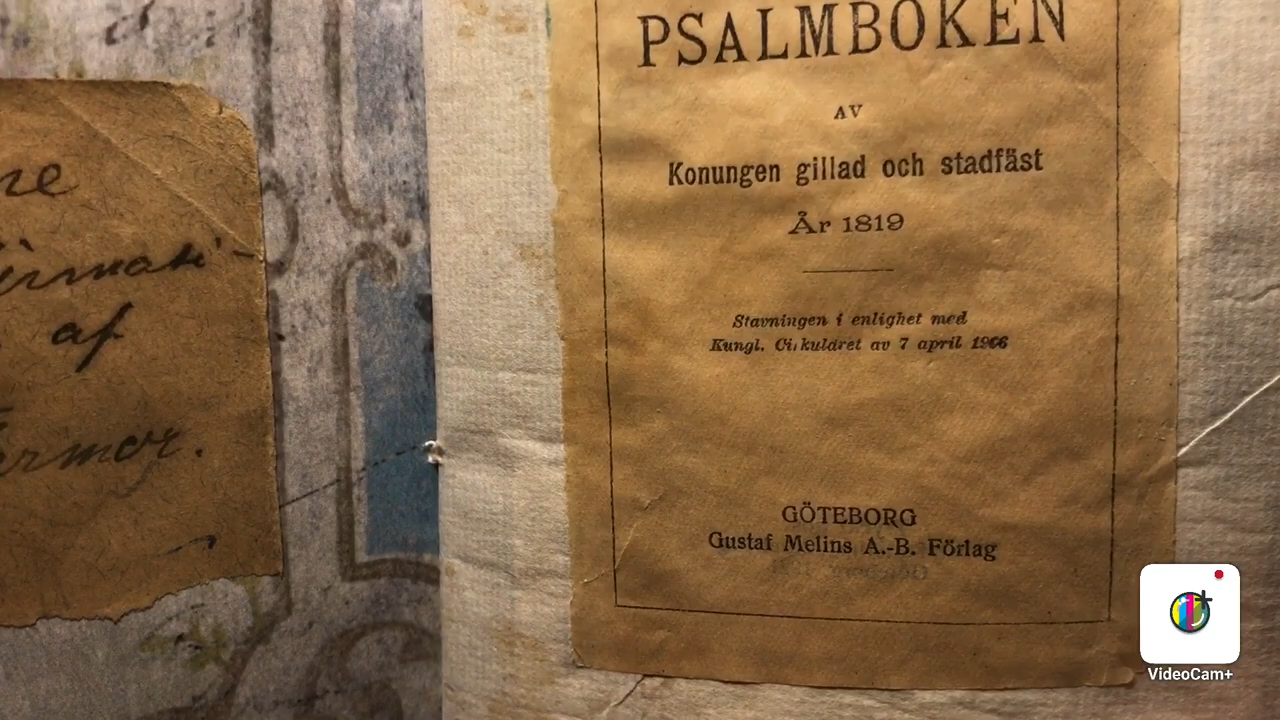 ne
af
PSALMBOKEN
AV
Konungen gillad och stadfäst
År 1819
Stavningen i enlighet med
Kungl. Cirkuläret av 7 april 1906
GÖTEBORG
Gustaf Melins A.-B. Förlag
VideoCam+